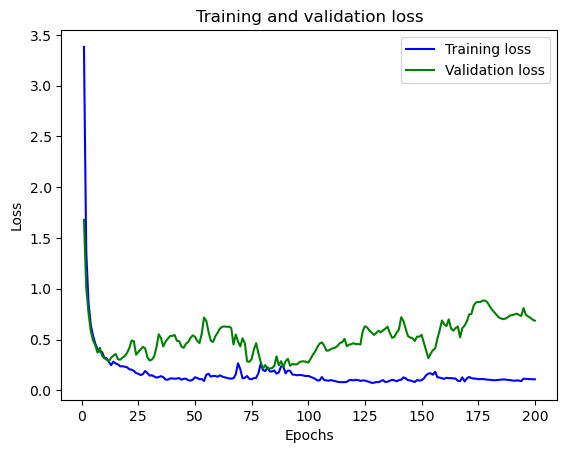 Training and validation loss
3.5
3.0
2.5
2.0
1.5
1.0
0.5
0.0
Loss
Training loss
Validation loss
0 25 50 75 100 125 150 175 200
Epochs